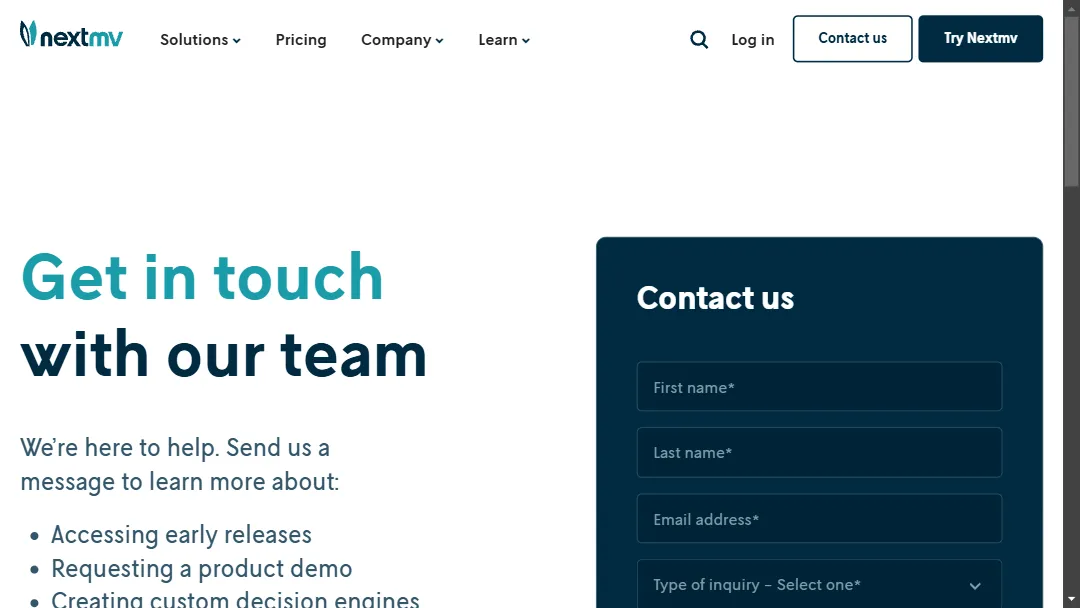 nextmv
Solutions
Pricing
Company
Learn
Log in
Contact us
Try Nextmv
Get in touch
with our team
We're here to help. Send us a
message to learn more about:
• Accessing early releases
• Requesting a product demo
• Creating custom decision engines
Contact us
First name*
Last name*
Email address*
Type of inquiry - Select one*